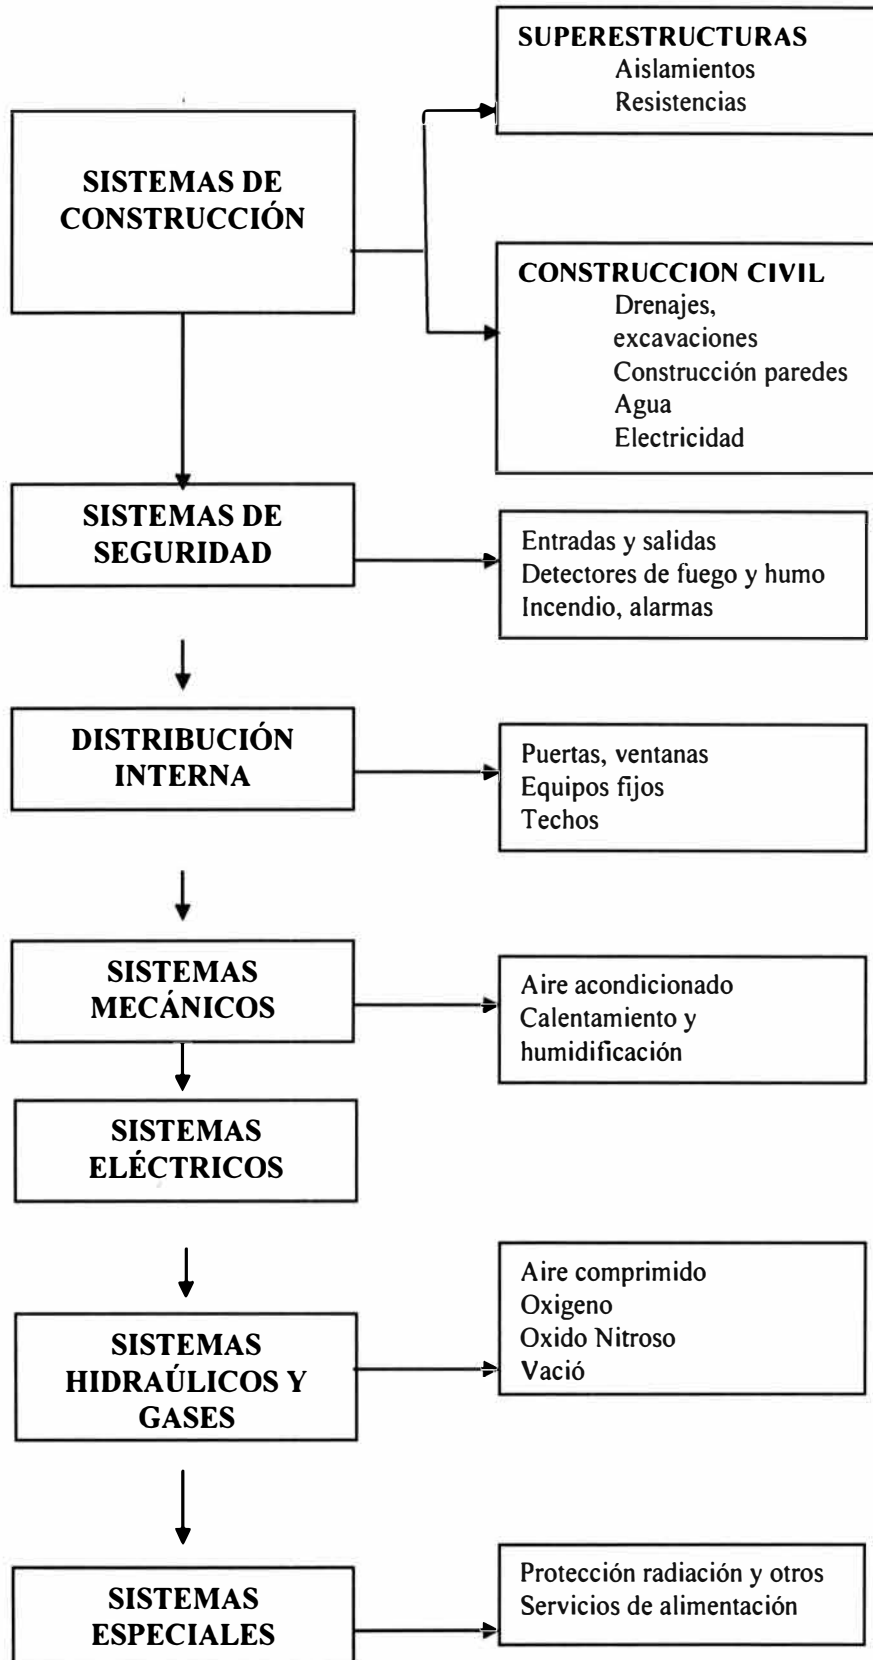 SUPERESTRUCTURAS
Aislamientos
Resistencias
SISTEMAS DE
CONSTRUCCIÓN
CONSTRUCCION CIVIL
Drenajes,
excavaciones
Construcción paredes
Agua
Electricidad
SISTEMAS DE
SEGURIDAD
Entradas y salidas
Detectores de fuego y humo
Incendio, alarmas
DISTRIBUCIÓN
INTERNA
Puertas, ventanas
Equipos fijos
Techos
SISTEMAS
MECÁNICOS
Aire acondicionado
Calentamiento y
humidificación
SISTEMAS
ELÉCTRICOS
Aire comprimido
Oxigeno
Oxido Nitroso
Vació
SISTEMAS
HIDRAÚLICOS Y
GASES
Protección radiación y otros
Servicios de alimentación
SISTEMAS
ESPECIALES